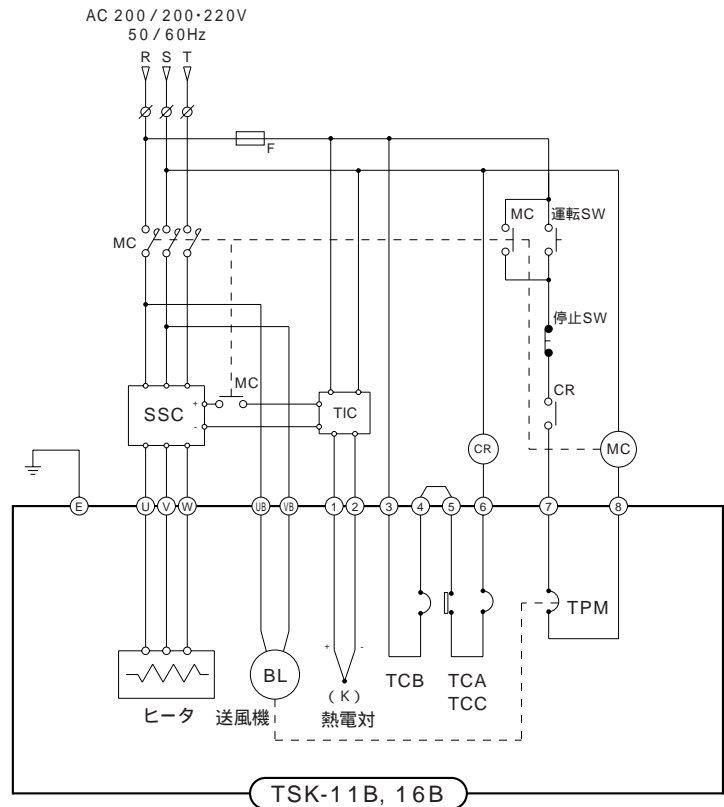 AC 200/200・220V
50/60Hz
R S T
F
MC
MC 運転SW
停止SW
MC
CR
SSC
+
-
TIC
CR
MC
E U V W UB VB 1 2 3 4 5 6 7 8
TPM
+ -
BL
TCB
TCA
TCC
(K)
ヒータ 送風機 熱電対
TSK-11B, 16B